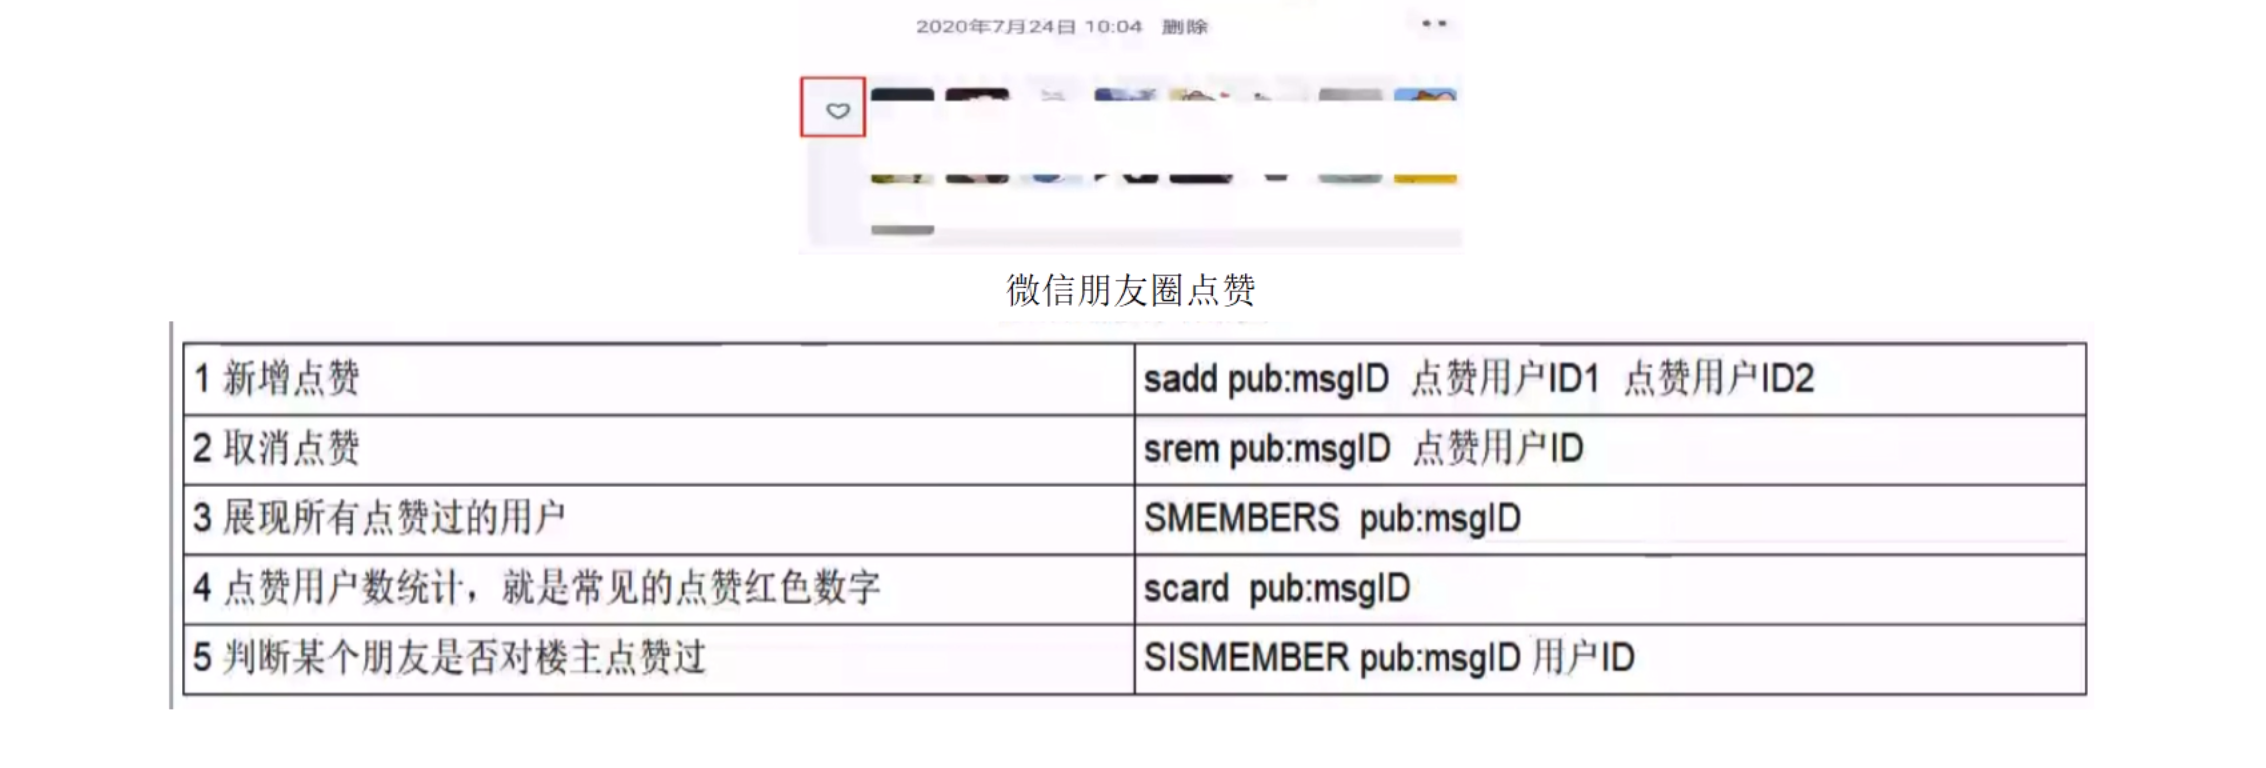 2020年7月24日 10:04 删除
微信朋友圈点赞
1 新增点赞 sadd pub:msgID 点赞用户ID1 点赞用户ID2
2 取消点赞 srem pub:msgID 点赞用户ID
3 展现所有点赞过的用户 SMEMBERS pub:msgID
4 点赞用户数统计，就是常见的点赞红色数字 scard pub:msgID
5 判断某个朋友是否对楼主点赞过 SISMEMBER pub:msgID 用户ID